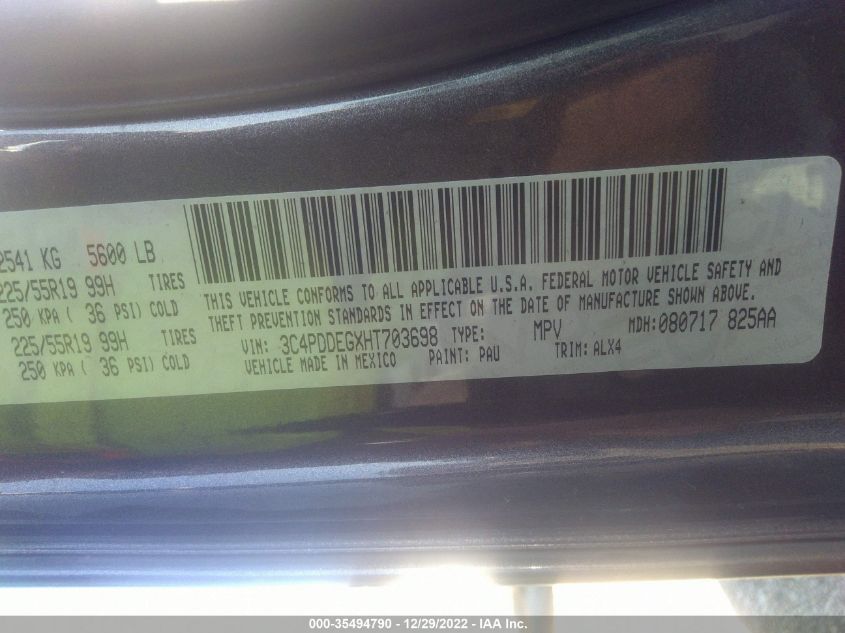 2541 KG 5600 LB
225/55R19 99H TIRES
250 KPA ( 36 PSI) COLD
225/55R19 99H TIRES
250 KPA ( 36 PSI) COLD
THIS VEHICLE CONFORMS TO ALL APPLICABLE U.S.A. FEDERAL MOTOR VEHICLE SAFETY AND
THEFT PREVENTION STANDARDS IN EFFECT ON THE DATE OF MANUFACTURE SHOWN ABOVE.
VIN: 3C4PDDEGXHT703698 TYPE: MPV MDH:080717 825AA
VEHICLE MADE IN MEXICO PAINT: PAU TRIM: ALX4
000-35494790 - 12/29/2022 - IAA Inc.